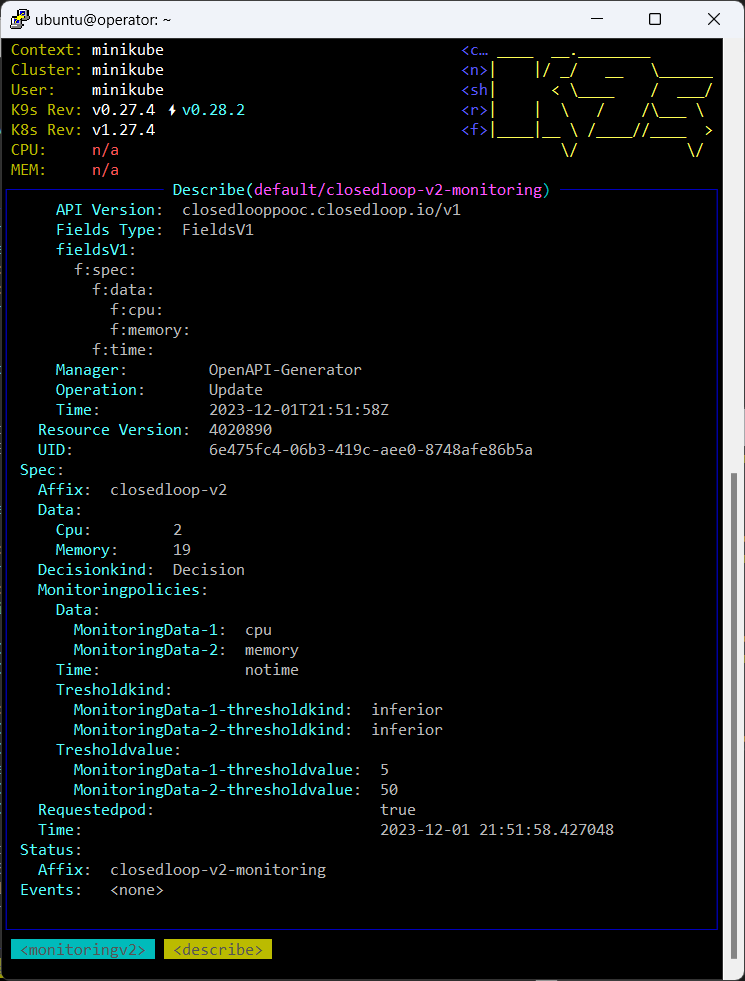 ubuntu@operator: ~
Context: minikube <c…
Cluster: minikube <n>
User: minikube <sh
K9s Rev: v0.27.4 ⚡v0.28.2 <r>
K8s Rev: v1.27.4 <f>
CPU: n/a
MEM: n/a
Describe(default/closedloop-v2-monitoring)
API Version: closedlooppooc.closedloop.io/v1
Fields Type: FieldsV1
fieldsV1:
f:spec:
f:data:
f:cpu:
f:memory:
f:time:
Manager: OpenAPI-Generator
Operation: Update
Time: 2023-12-01T21:51:58Z
Resource Version: 4020890
UID: 6e475fc4-06b3-419c-aee0-8748afe86b5a
Spec:
Affix: closedloop-v2
Data:
Cpu: 2
Memory: 19
Decisionkind: Decision
Monitoringpolicies:
Data:
MonitoringData-1: cpu
MonitoringData-2: memory
Time: notime
Tresholdkind:
MonitoringData-1-thresholdkind: inferior
MonitoringData-2-thresholdkind: inferior
Tresholdvalue:
MonitoringData-1-thresholdvalue: 5
MonitoringData-2-thresholdvalue: 50
Requestedpod: true
Time: 2023-12-01 21:51:58.427048
Status:
Affix: closedloop-v2-monitoring
Events: <none>
<monitoringv2> <describe>